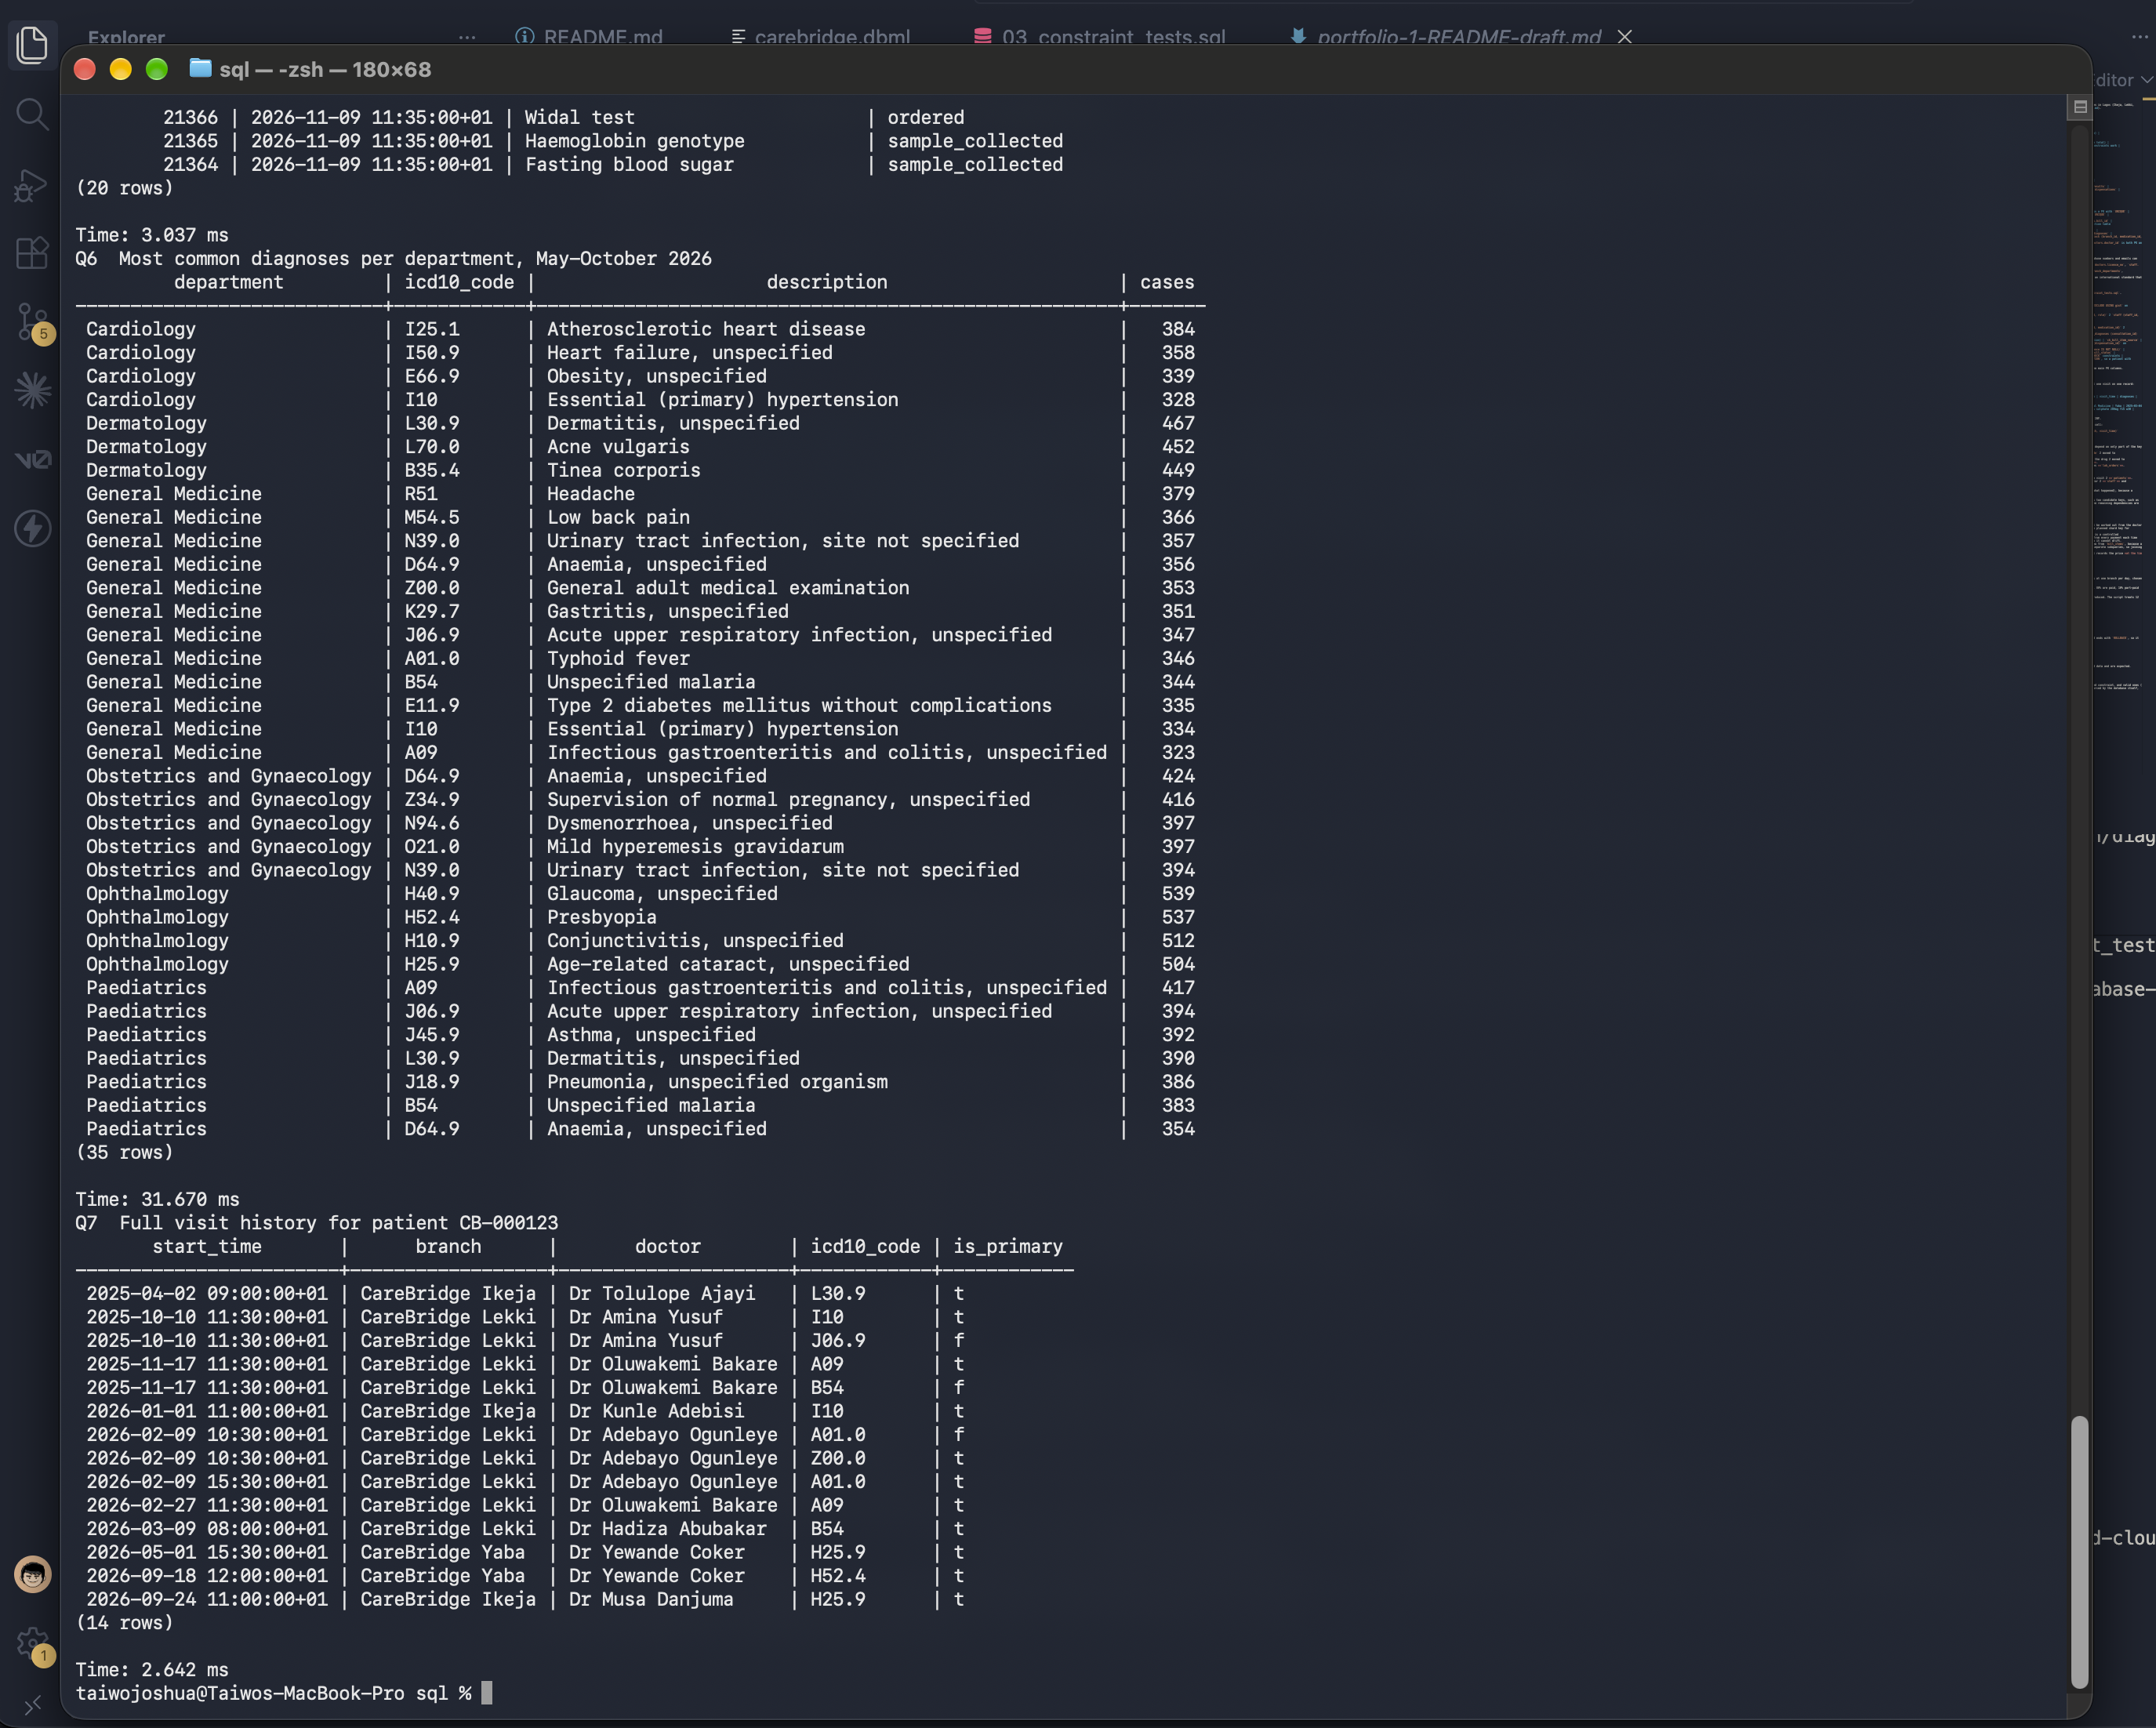 Explorer
README.md
carebridge.dbml
03_constraint_tests.sql
portfolio-1-README-draft.md
sql — -zsh — 180×68
        21366 | 2026-11-09 11:35:00+01 | Widal test                     | ordered
        21365 | 2026-11-09 11:35:00+01 | Haemoglobin genotype           | sample_collected
        21364 | 2026-11-09 11:35:00+01 | Fasting blood sugar            | sample_collected
(20 rows)
Time: 3.037 ms
Q6  Most common diagnoses per department, May-October 2026
         department         | icd10_code |                     description                     | cases
----------------------------+------------+-----------------------------------------------------+-------
 Cardiology                 | I25.1      | Atherosclerotic heart disease                       |   384
 Cardiology                 | I50.9      | Heart failure, unspecified                          |   358
 Cardiology                 | E66.9      | Obesity, unspecified                                |   339
 Cardiology                 | I10        | Essential (primary) hypertension                    |   328
 Dermatology                | L30.9      | Dermatitis, unspecified                             |   467
 Dermatology                | L70.0      | Acne vulgaris                                       |   452
 Dermatology                | B35.4      | Tinea corporis                                      |   449
 General Medicine           | R51        | Headache                                            |   379
 General Medicine           | M54.5      | Low back pain                                       |   366
 General Medicine           | N39.0      | Urinary tract infection, site not specified         |   357
 General Medicine           | D64.9      | Anaemia, unspecified                                |   356
 General Medicine           | Z00.0      | General adult medical examination                   |   353
 General Medicine           | K29.7      | Gastritis, unspecified                              |   351
 General Medicine           | J06.9      | Acute upper respiratory infection, unspecified      |   347
 General Medicine           | A01.0      | Typhoid fever                                       |   346
 General Medicine           | B54        | Unspecified malaria                                 |   344
 General Medicine           | E11.9      | Type 2 diabetes mellitus without complications      |   335
 General Medicine           | I10        | Essential (primary) hypertension                    |   334
 General Medicine           | A09        | Infectious gastroenteritis and colitis, unspecified |   323
 Obstetrics and Gynaecology | D64.9      | Anaemia, unspecified                                |   424
 Obstetrics and Gynaecology | Z34.9      | Supervision of normal pregnancy, unspecified        |   416
 Obstetrics and Gynaecology | N94.6      | Dysmenorrhoea, unspecified                          |   397
 Obstetrics and Gynaecology | O21.0      | Mild hyperemesis gravidarum                         |   397
 Obstetrics and Gynaecology | N39.0      | Urinary tract infection, site not specified         |   394
 Ophthalmology              | H40.9      | Glaucoma, unspecified                               |   539
 Ophthalmology              | H52.4      | Presbyopia                                          |   537
 Ophthalmology              | H10.9      | Conjunctivitis, unspecified                         |   512
 Ophthalmology              | H25.9      | Age-related cataract, unspecified                   |   504
 Paediatrics                | A09        | Infectious gastroenteritis and colitis, unspecified |   417
 Paediatrics                | J06.9      | Acute upper respiratory infection, unspecified      |   394
 Paediatrics                | J45.9      | Asthma, unspecified                                 |   392
 Paediatrics                | L30.9      | Dermatitis, unspecified                             |   390
 Paediatrics                | J18.9      | Pneumonia, unspecified organism                     |   386
 Paediatrics                | B54        | Unspecified malaria                                 |   383
 Paediatrics                | D64.9      | Anaemia, unspecified                                |   354
(35 rows)
Time: 31.670 ms
Q7  Full visit history for patient CB-000123
       start_time       |      branch      |       doctor        | icd10_code | is_primary
------------------------+------------------+---------------------+------------+------------
 2025-04-02 09:00:00+01 | CareBridge Ikeja | Dr Tolulope Ajayi   | L30.9      | t
 2025-10-10 11:30:00+01 | CareBridge Lekki | Dr Amina Yusuf      | I10        | t
 2025-10-10 11:30:00+01 | CareBridge Lekki | Dr Amina Yusuf      | J06.9      | f
 2025-11-17 11:30:00+01 | CareBridge Lekki | Dr Oluwakemi Bakare | A09        | t
 2025-11-17 11:30:00+01 | CareBridge Lekki | Dr Oluwakemi Bakare | B54        | f
 2026-01-01 11:00:00+01 | CareBridge Ikeja | Dr Kunle Adebisi    | I10        | t
 2026-02-09 10:30:00+01 | CareBridge Lekki | Dr Adebayo Ogunleye | A01.0      | f
 2026-02-09 10:30:00+01 | CareBridge Lekki | Dr Adebayo Ogunleye | Z00.0      | t
 2026-02-09 15:30:00+01 | CareBridge Lekki | Dr Adebayo Ogunleye | A01.0      | t
 2026-02-27 11:30:00+01 | CareBridge Lekki | Dr Oluwakemi Bakare | A09        | t
 2026-03-09 08:00:00+01 | CareBridge Lekki | Dr Hadiza Abubakar  | B54        | t
 2026-05-01 15:30:00+01 | CareBridge Yaba  | Dr Yewande Coker    | H25.9      | t
 2026-09-18 12:00:00+01 | CareBridge Yaba  | Dr Yewande Coker    | H52.4      | t
 2026-09-24 11:00:00+01 | CareBridge Ikeja | Dr Musa Danjuma     | H25.9      | t
(14 rows)
Time: 2.642 ms
taiwojoshua@Taiwos-MacBook-Pro sql %
5
1
ditor
n/diag
t_test
abase-
d-clou